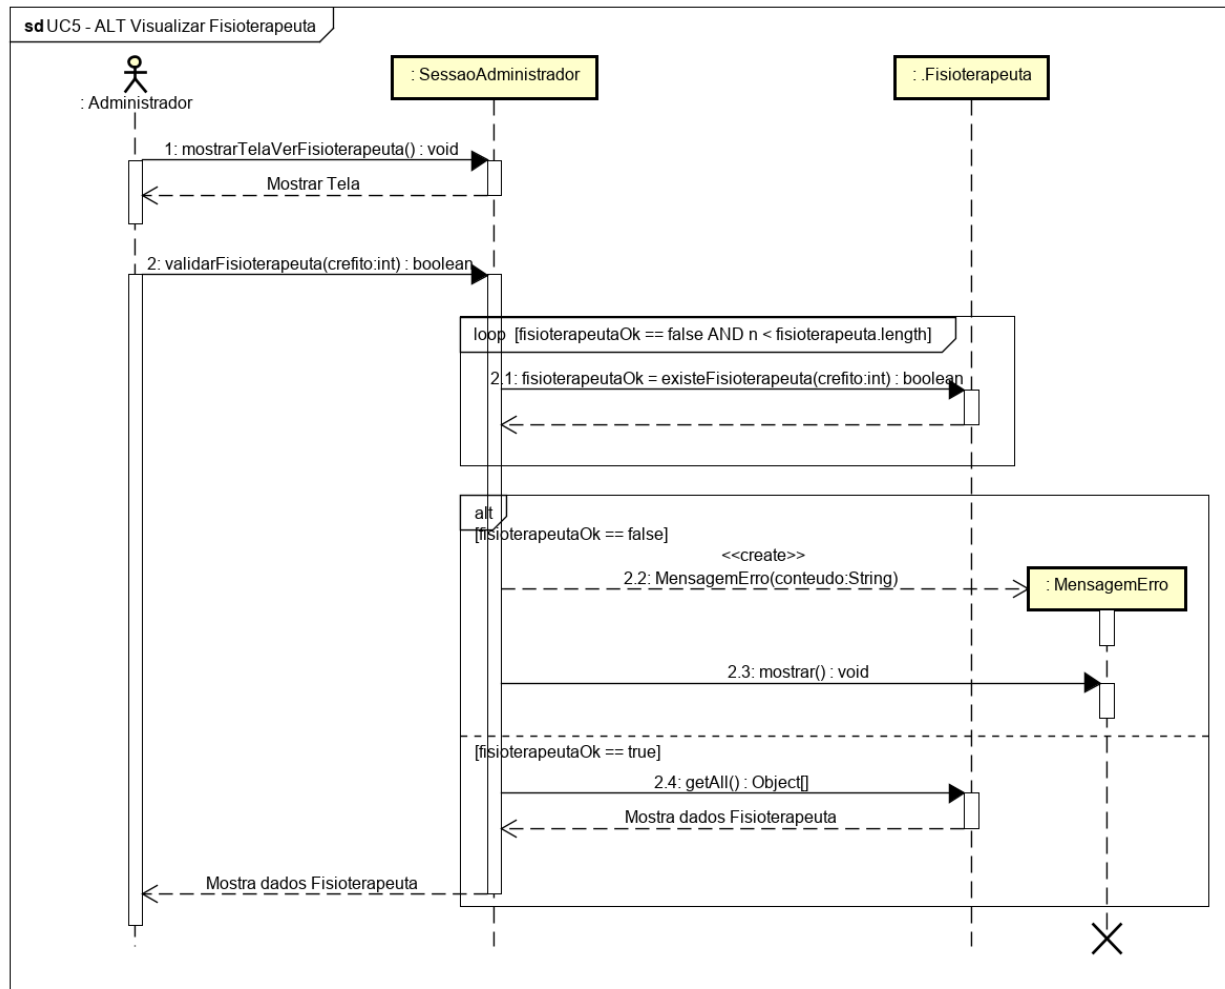 sd UC5 - ALT Visualizar Fisioterapeuta
: Administrador
: SessaoAdministrador
: .Fisioterapeuta
1: mostrarTelaVerFisioterapeuta() : void
Mostrar Tela
2: validarFisioterapeuta(crefito:int) : boolean
loop [fisioterapeutaOk == false AND n < fisioterapeuta.length]
2.1: fisioterapeutaOk = existeFisioterapeuta(crefito:int) : boolean
alt
[fisioterapeutaOk == false]
<<create>>
2.2: MensagemErro(conteudo:String)
: MensagemErro
2.3: mostrar() : void
[fisioterapeutaOk == true]
2.4: getAll() : Object[]
Mostra dados Fisioterapeuta
Mostra dados Fisioterapeuta